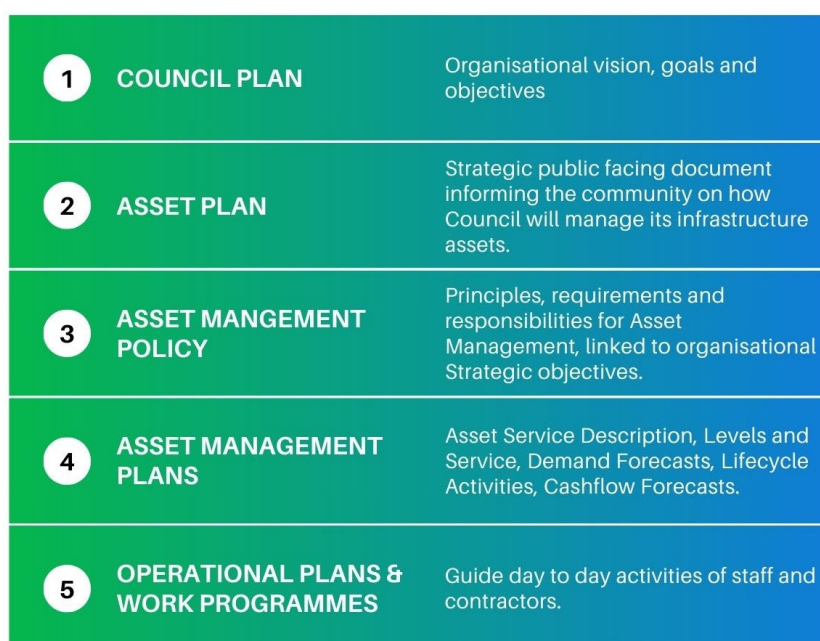 1
COUNCIL PLAN
Organisational vision, goals and
objectives
2
ASSET PLAN
Strategic public facing document
informing the community on how
Council will manage its infrastructure
assets.
3
ASSET MANGEMENT
POLICY
Principles, requirements and
responsibilities for Asset
Management, linked to organisational
Strategic objectives.
4
ASSET MANAGEMENT
PLANS
Asset Service Description, Levels and
Service, Demand Forecasts, Lifecycle
Activities, Cashflow Forecasts.
5
OPERATIONAL PLANS &
WORK PROGRAMMES
Guide day to day activities of staff and
contractors.